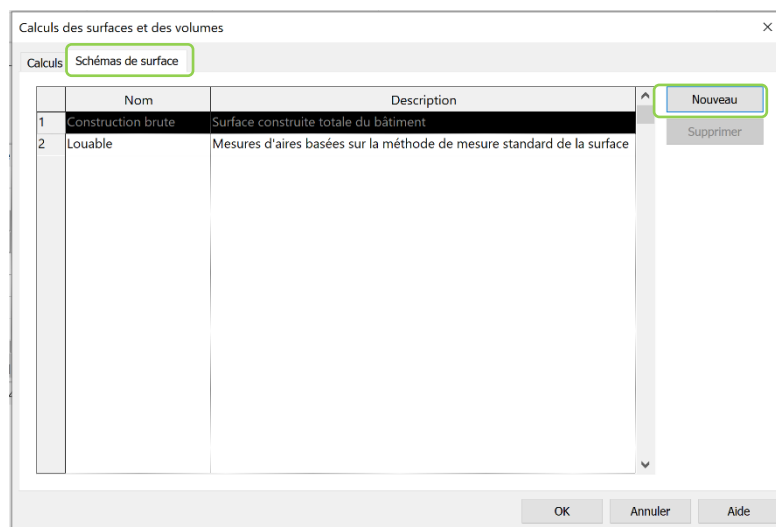 Calculs des surfaces et des volumes
Calculs Schémas de surface
Nom Description
1 Construction brute Surface construite totale du bâtiment
2 Louable Mesures d'aires basées sur la méthode de mesure standard de la surface
Nouveau
Supprimer
OK Annuler Aide